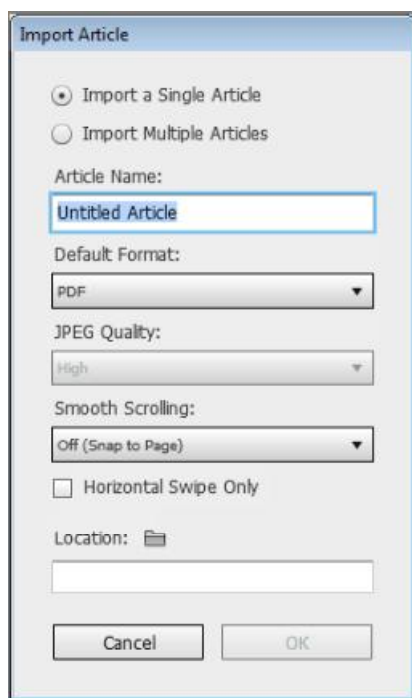 Import Article
Import a Single Article
Import Multiple Articles
Article Name:
Untitled Article
Default Format:
PDF
JPEG Quality:
High
Smooth Scrolling:
Off (Snap to Page)
Horizontal Swipe Only
Location:
Cancel OK